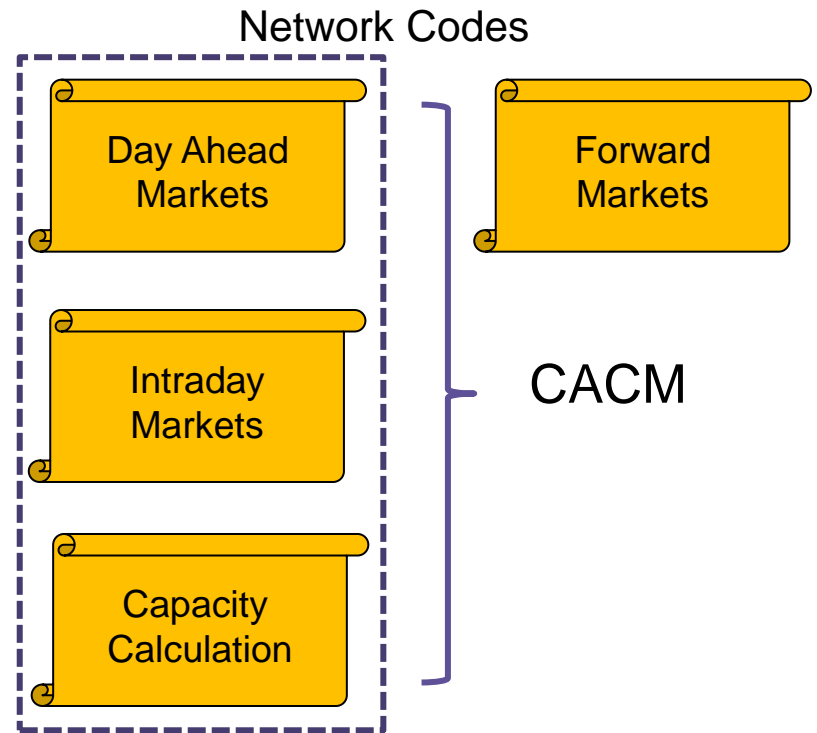 Network Codes
Day Ahead
Markets
Forward
Markets
Intraday
Markets
CACM
Capacity
Calculation